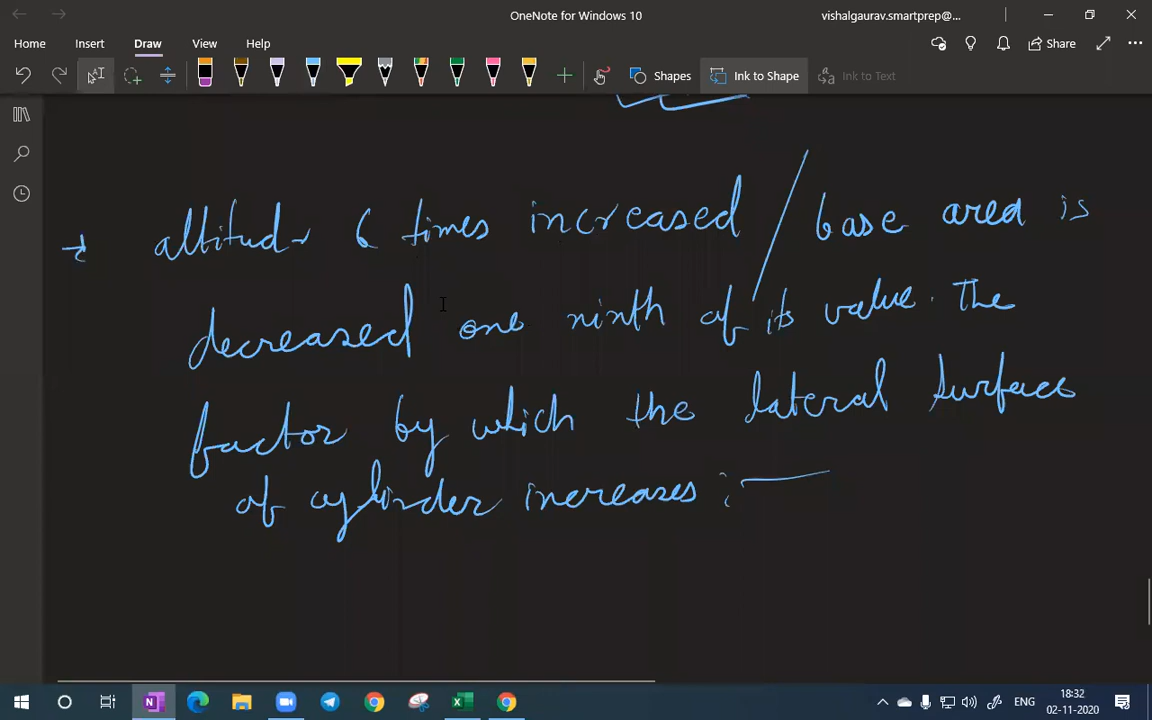 OneNote for Windows 10
vishalgaurav.smartprep@...
Home Insert Draw View Help
Share
Shapes
Ink to Shape
Ink to Text
altitude 6 times increased / base area is
decreased one ninth of its value. The
factor by which the lateral surface
of cylinder increases :—
ENG
18:32
02-11-2020